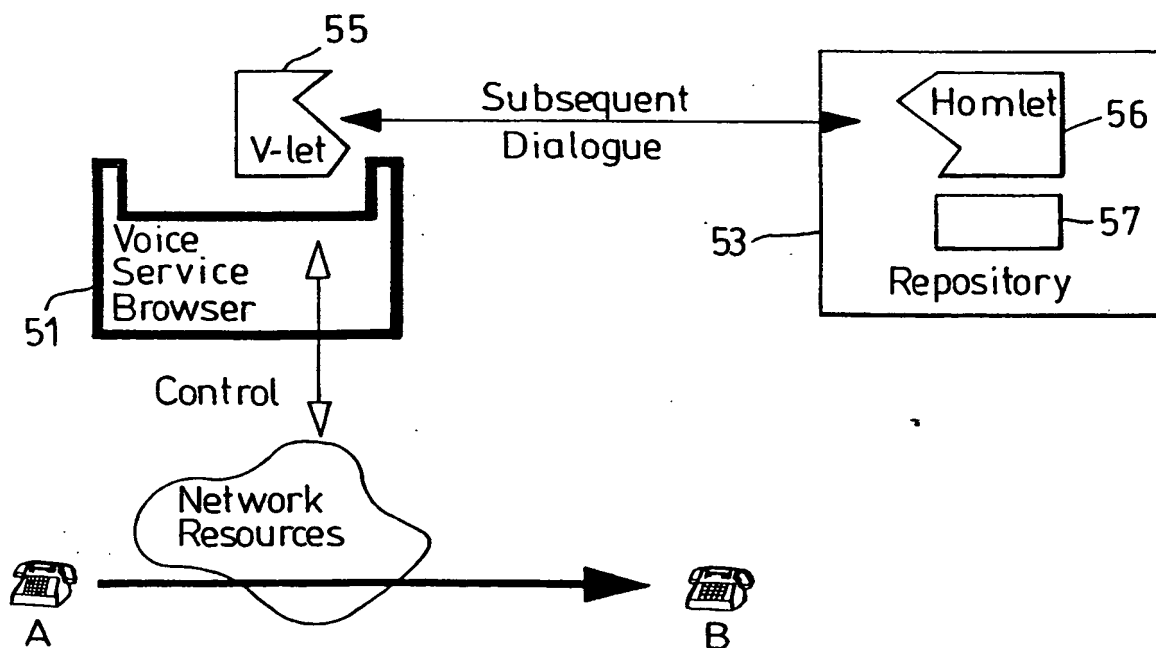 55
V-let
Subsequent
Dialogue
Homlet
56
57
53
Repository
Voice
Service
Browser
51
Control
Network
Resources
A
B